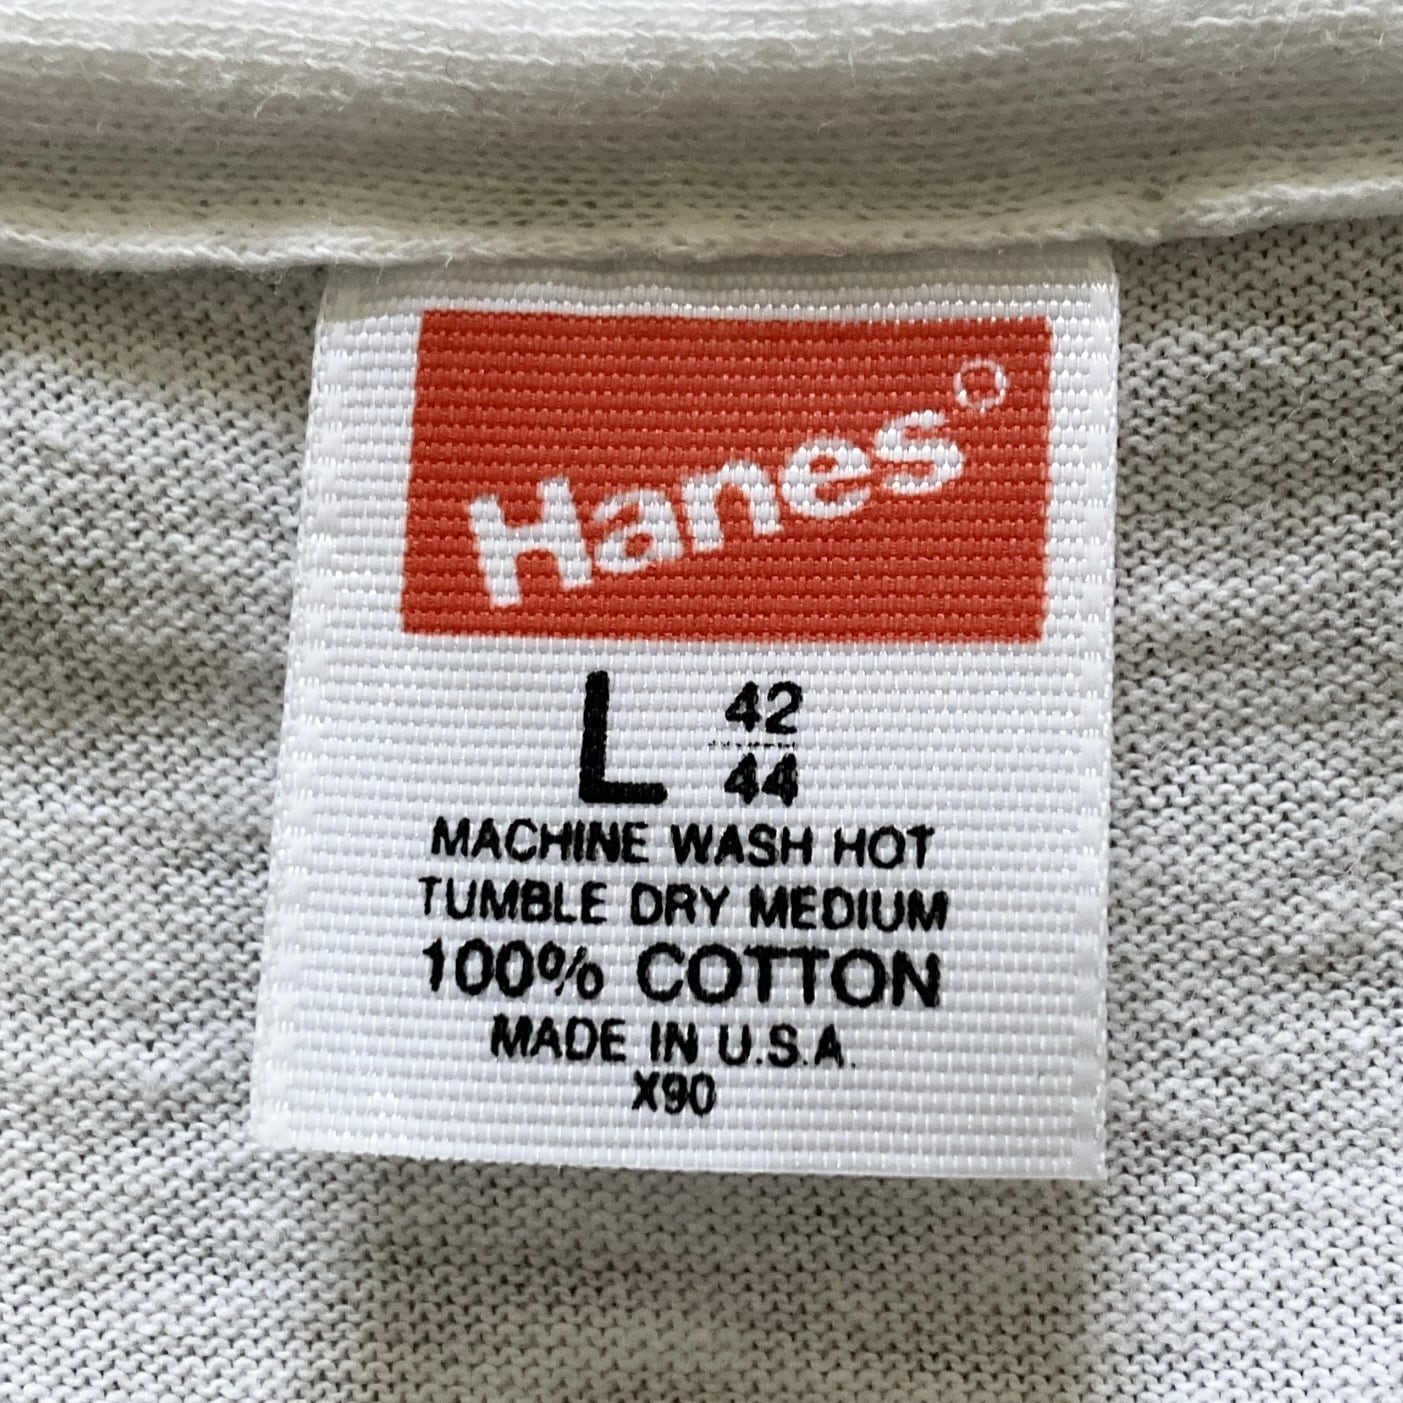 Hanes
L 42
44
MACHINE WASH HOT
TUMBLE DRY MEDIUM
100% COTTON
MADE IN U.S.A.
X90